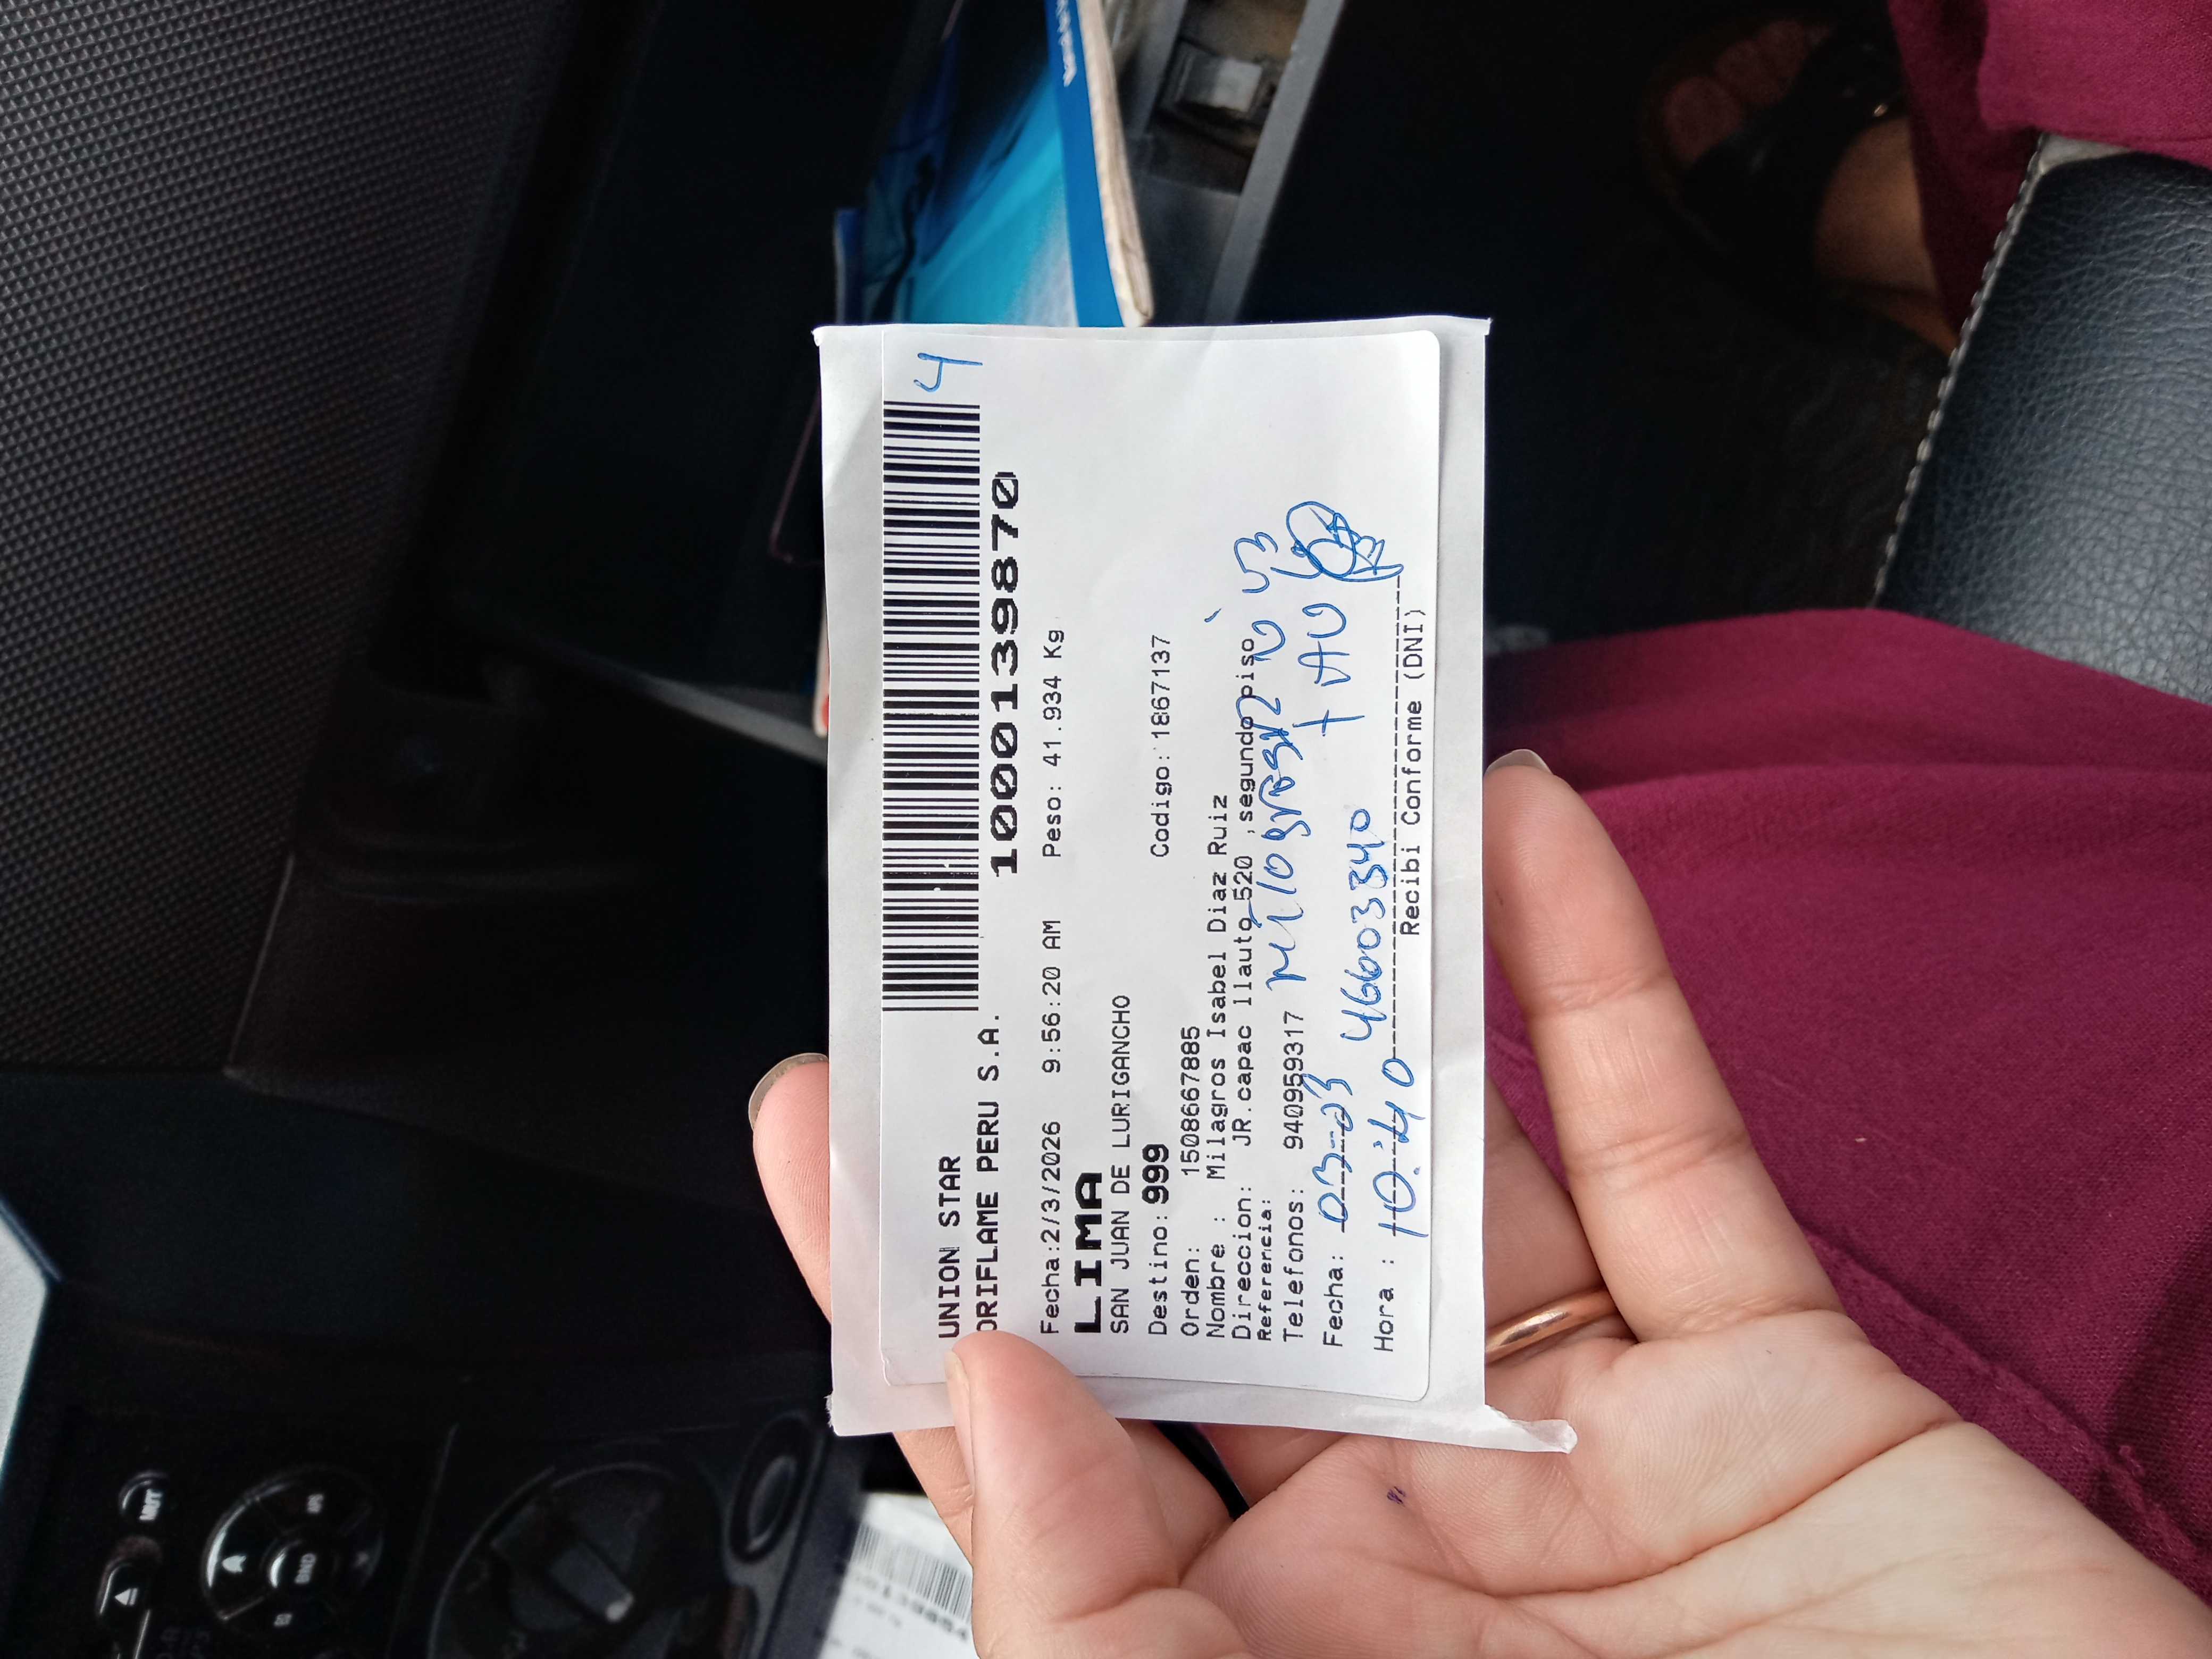 4
UNION STAR
ORIFLAME PERU S.A.
10001398870
Fecha:2/3/2026 9:56:20 AM Peso: 41.934 Kg
LIMA
SAN JUAN DE LURIGANCHO
Destino: 999 Codigo: 1867137
Orden: 1508667885
Nombre : Milagros Isabel Diaz Ruiz
Direccion: JR.capac llauto 520 ,segundo piso
Referencia:
Telefonos: 940959317
Fecha: 03-03 46603340
Hora : 10:40
Recibi Conforme (DNI)
MUT